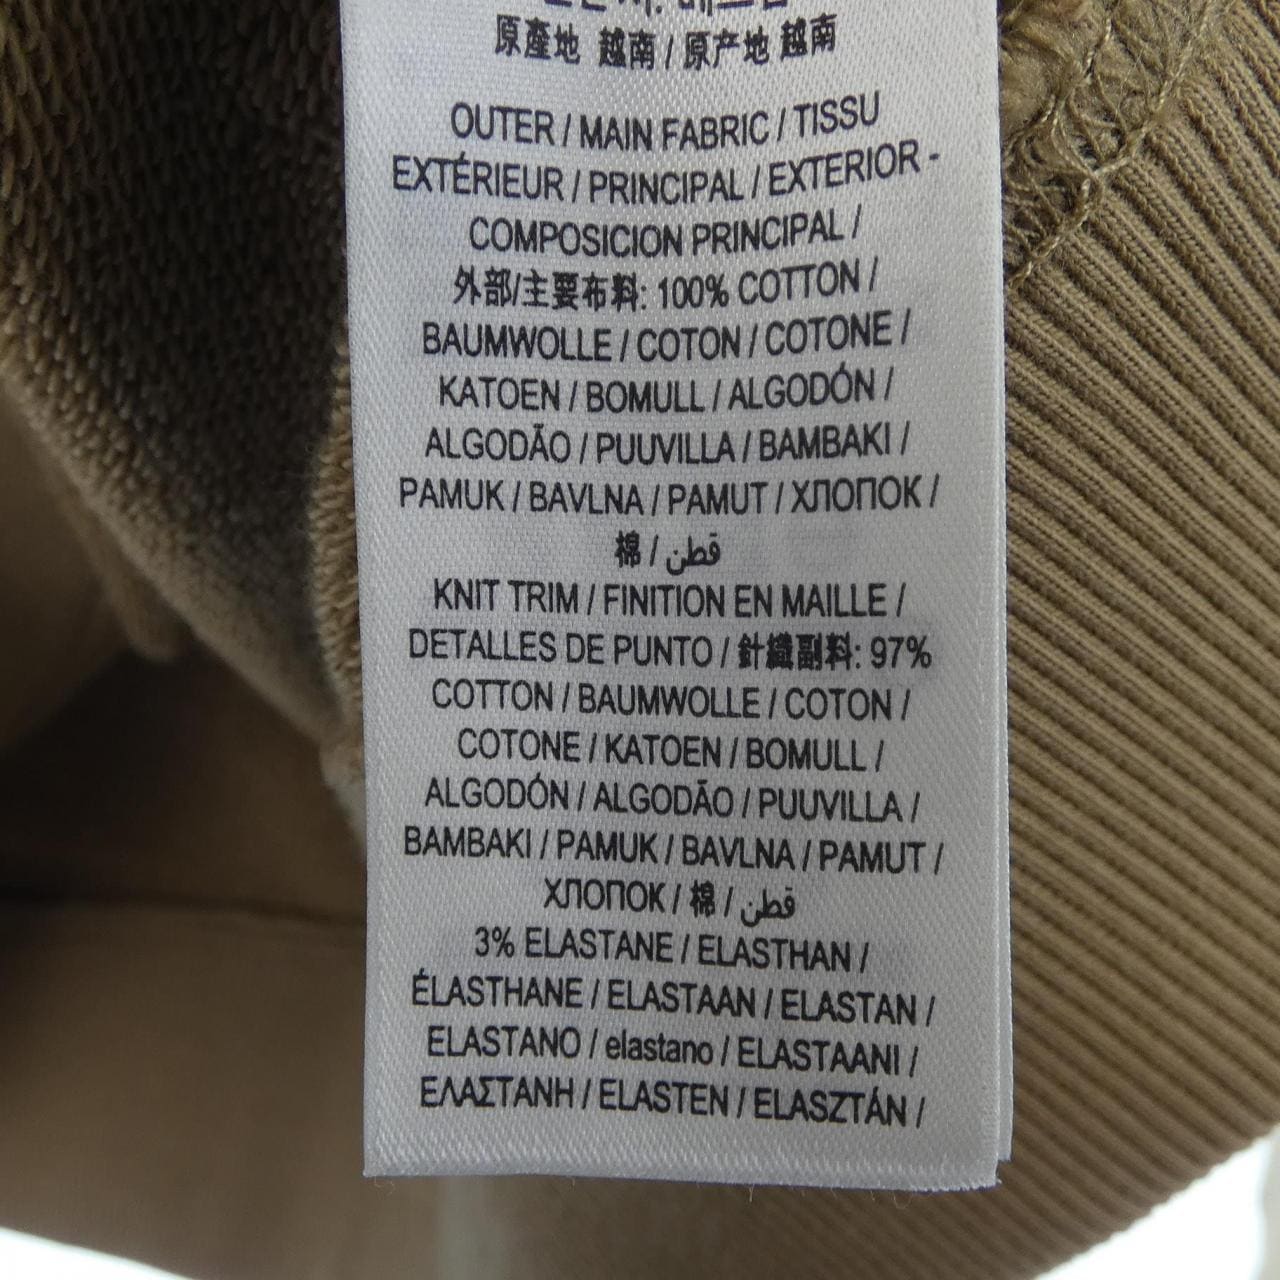 原產地 越南 / 原产地 越南
OUTER / MAIN FABRIC / TISSU
EXTÉRIEUR / PRINCIPAL / EXTERIOR -
COMPOSICION PRINCIPAL /
外部/主要布料: 100% COTTON /
BAUMWOLLE / COTON / COTONE /
KATOEN / BOMULL / ALGODÓN /
ALGODÃO / PUUVILLA / BAMBAKI /
PAMUK / BAVLNA / PAMUT / ХЛОПОК /
棉 / قطن
KNIT TRIM / FINITION EN MAILLE /
DETALLES DE PUNTO / 針織副料: 97%
COTTON / BAUMWOLLE / COTON /
COTONE / KATOEN / BOMULL /
ALGODÓN / ALGODÃO / PUUVILLA /
BAMBAKI / PAMUK / BAVLNA / PAMUT /
ХЛОПОК / 棉 / قطن
3% ELASTANE / ELASTHAN /
ÉLASTHANE / ELASTAAN / ELASTAN /
ELASTANO / elastano / ELASTAANI /
ΕΛΑΣΤΑΝΗ / ELASTEN / ELASZTÁN /